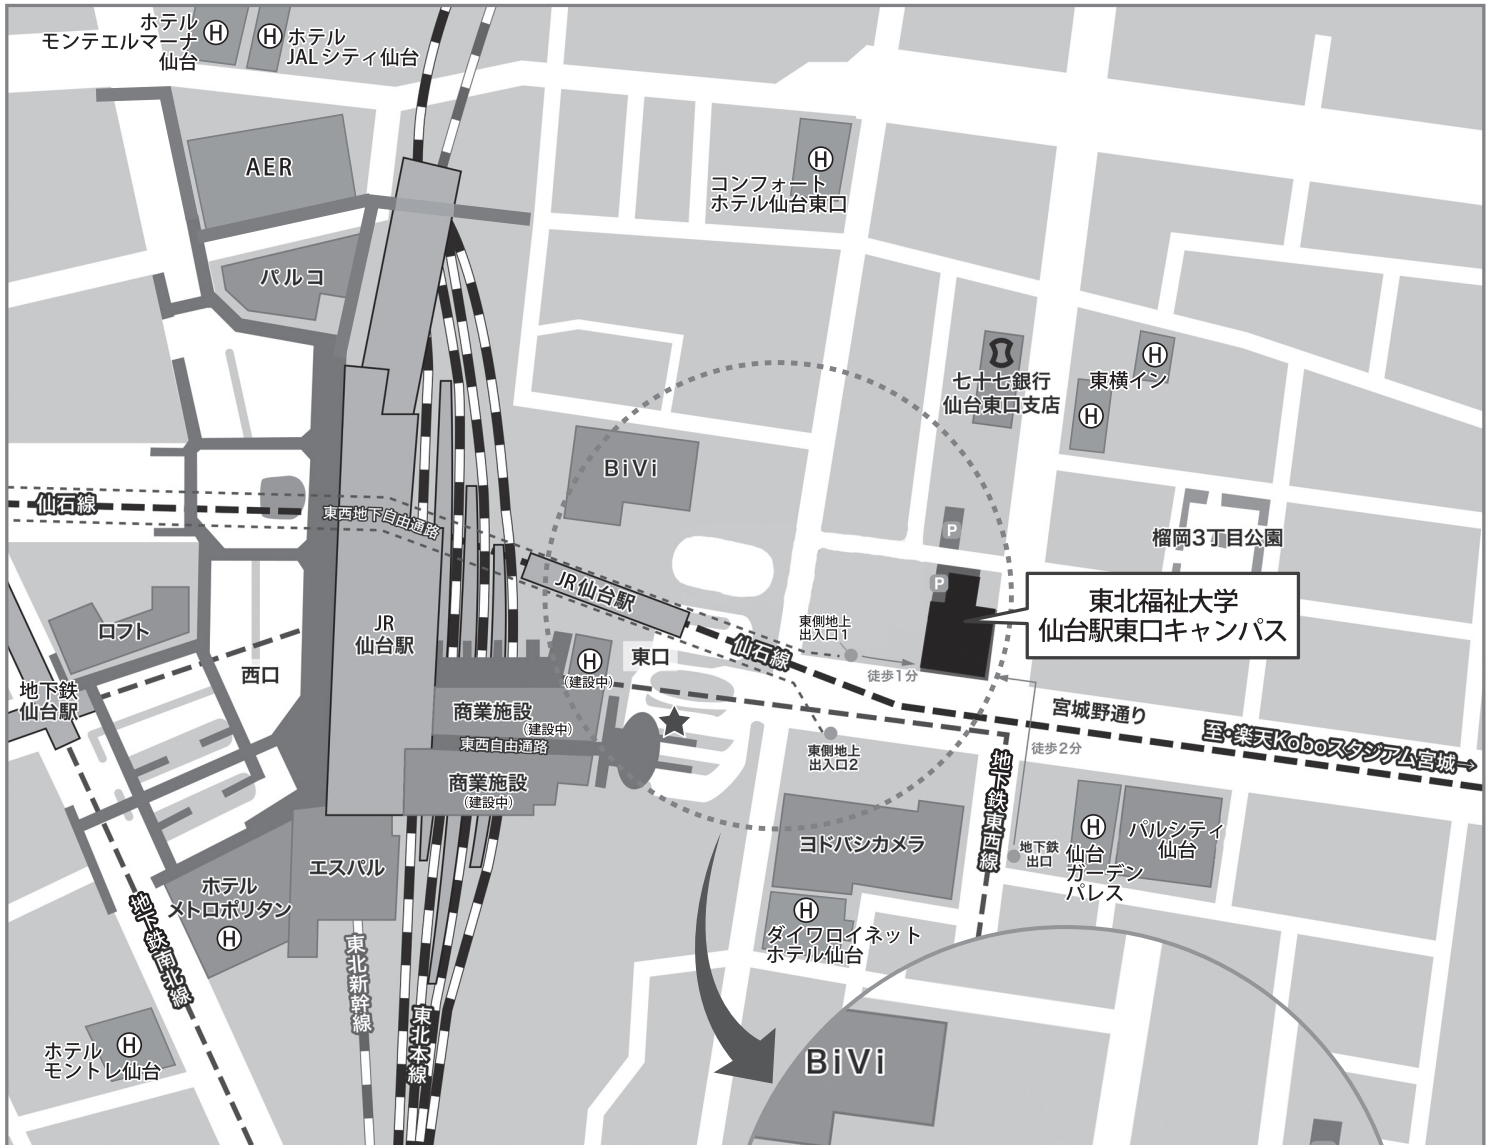 ホテル
モンテエルマーナ
仙台
H
H
ホテル
JALシティ仙台
AER
パルコ
H
コンフォート
ホテル仙台東口
七十七銀行
仙台東口支店
H
東横イン
H
BiVi
仙石線
東西地下自由通路
P
P
榴岡3丁目公園
JR仙台駅
東北福祉大学
仙台駅東口キャンパス
ロフト
JR
仙台駅
西口
H
(建設中)
東口
仙石線
東側地上
出入口1
徒歩1分
地下鉄
仙台駅
商業施設
(建設中)
東西自由通路
商業施設
(建設中)
東側地上
出入口2
宮城野通り
徒歩2分
至・楽天Koboスタジアム宮城→
地下鉄東西線
ヨドバシカメラ
地下鉄
出口
H
仙台
ガーデン
パレス
パルシティ
仙台
エスパル
ホテル
メトロポリタン
H
H
ダイワロイネット
ホテル仙台
地下鉄南北線
東北新幹線
東北本線
ホテル
モントレ仙台
H
BiVi